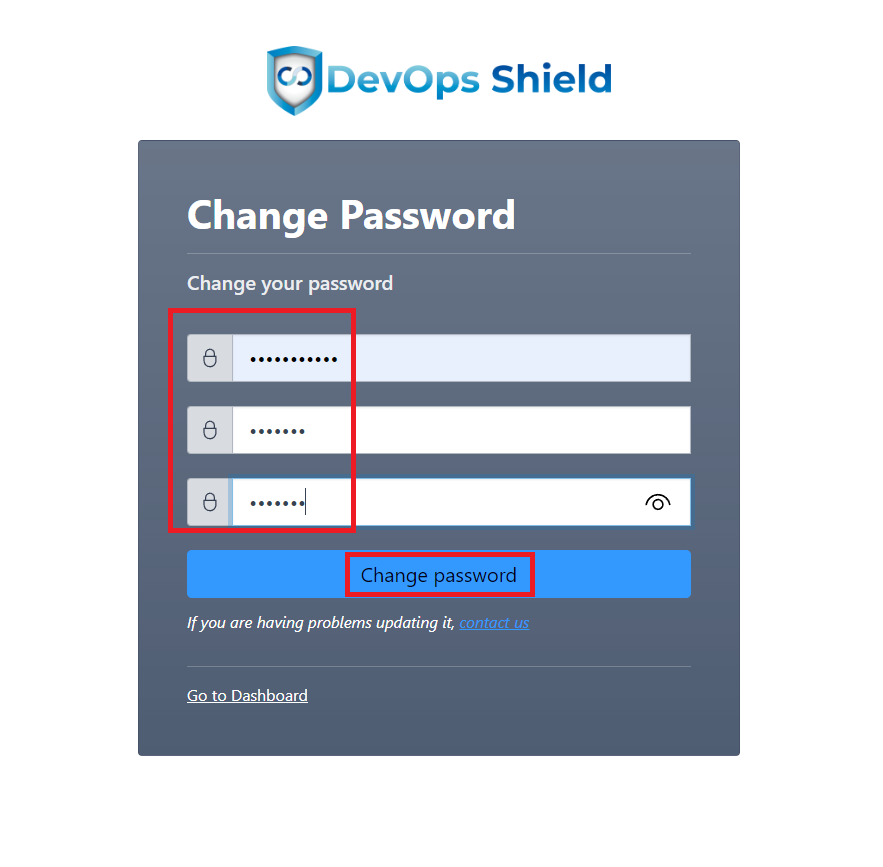 DevOps Shield
Change Password
Change your password
•••••••••••
•••••••
•••••••
Change password
If you are having problems updating it, contact us
Go to Dashboard